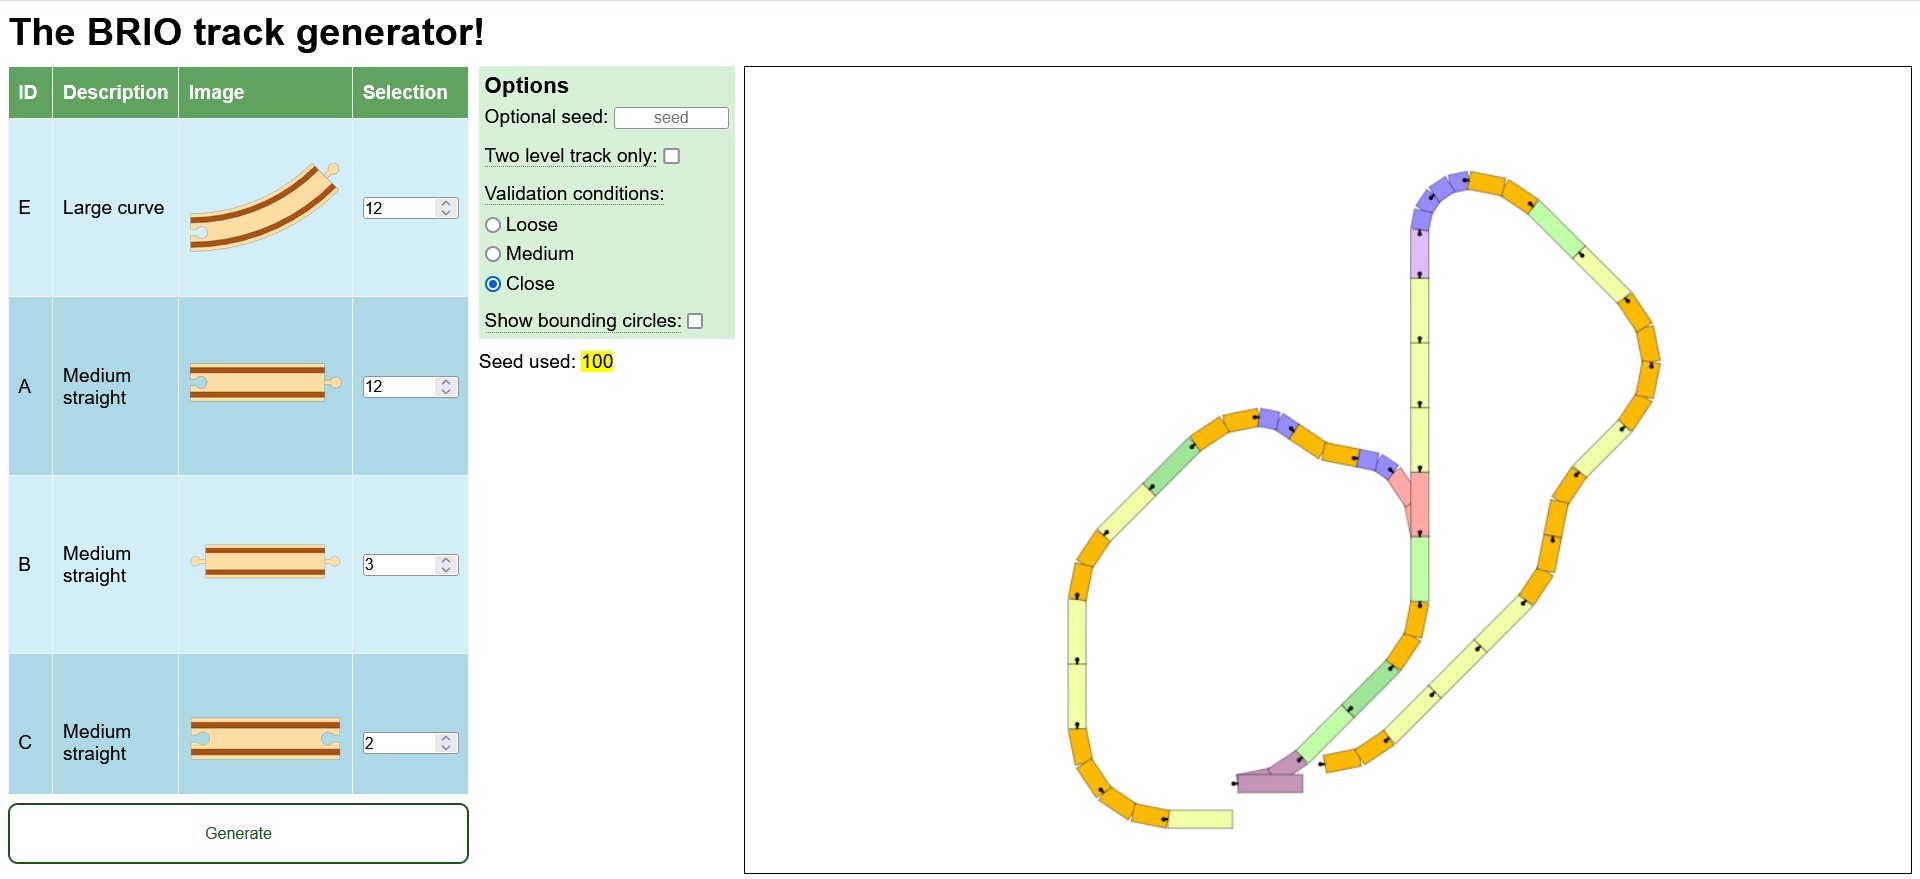 The BRIO track generator!
ID Description Image Selection
E Large curve 12
A Medium straight 12
B Medium straight 3
C Medium straight 2
Generate
Options
Optional seed: seed
Two level track only:
Validation conditions:
Loose
Medium
Close
Show bounding circles:
Seed used: 100